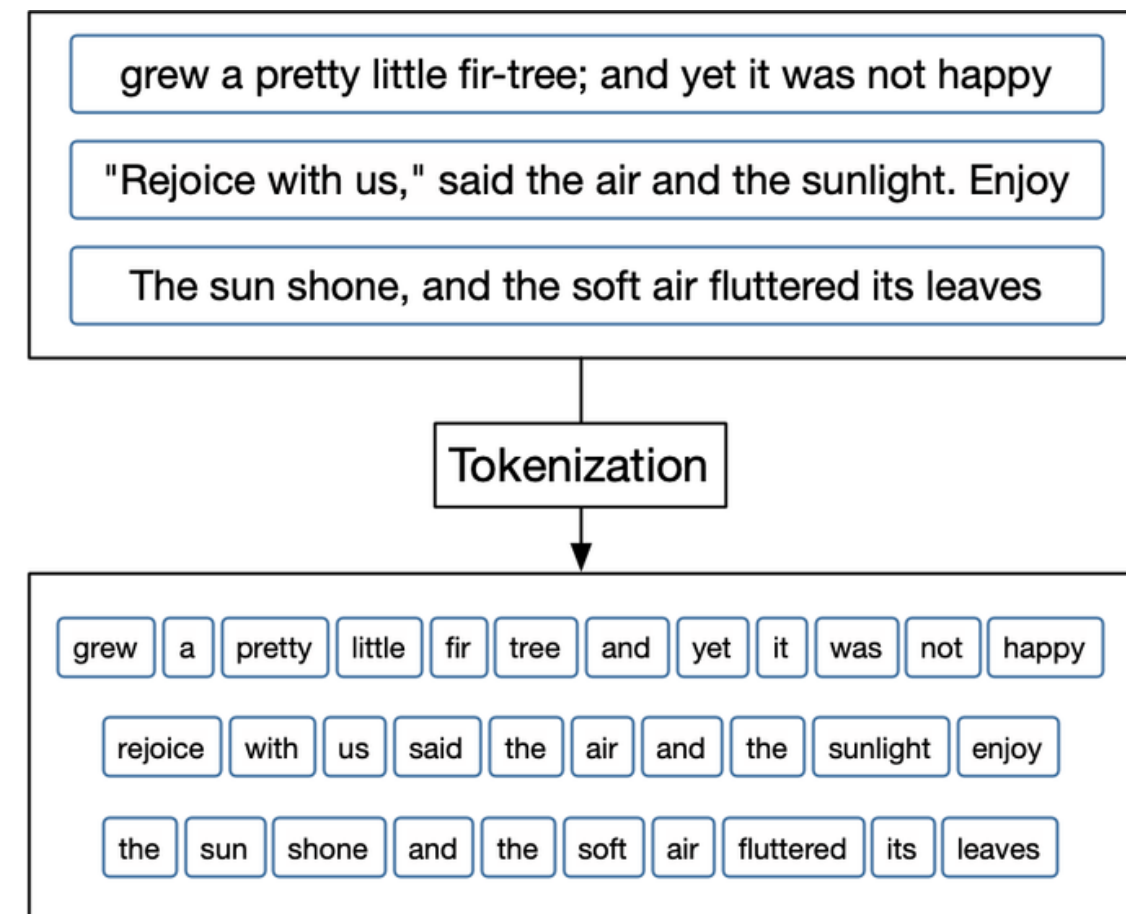 grew a pretty little fir-tree; and yet it was not happy
"Rejoice with us," said the air and the sunlight. Enjoy
The sun shone, and the soft air fluttered its leaves
Tokenization
grew a pretty little fir tree and yet it was not happy
rejoice with us said the air and the sunlight enjoy
the sun shone and the soft air fluttered its leaves